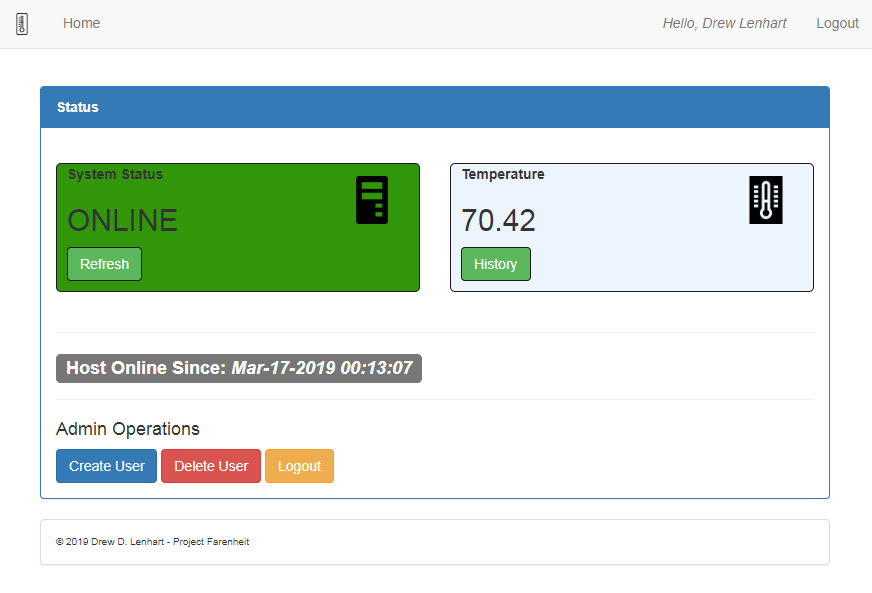 Home
Hello, Drew Lenhart
Logout
Status
System Status
ONLINE
Refresh
Temperature
70.42
History
Host Online Since: Mar-17-2019 00:13:07
Admin Operations
Create User
Delete User
Logout
© 2019 Drew D. Lenhart - Project Farenheit